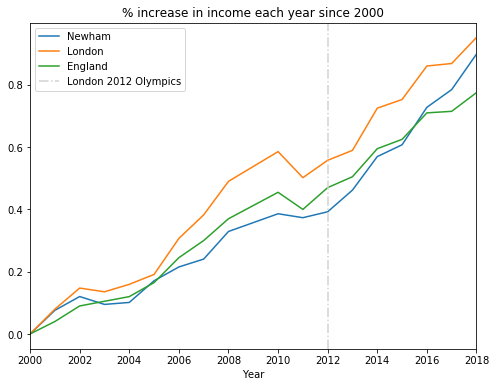 % increase in income each year since 2000
Newham
London
England
London 2012 Olympics
0.8
0.6
0.4
0.2
0.0
2000 2002 2004 2006 2008 2010 2012 2014 2016 2018
Year